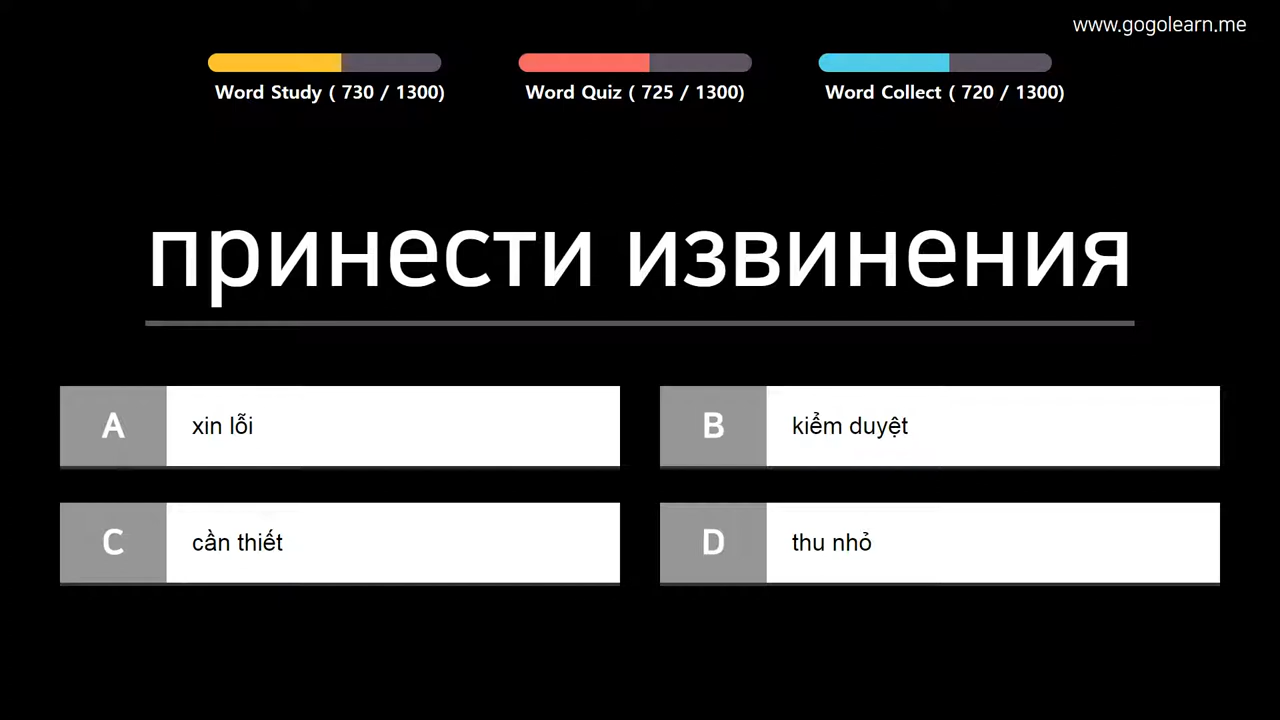 www.gogolearn.me
Word Study ( 730 / 1300)
Word Quiz ( 725 / 1300)
Word Collect ( 720 / 1300)
принести извинения
A xin lỗi
B kiểm duyệt
C cần thiết
D thu nhỏ